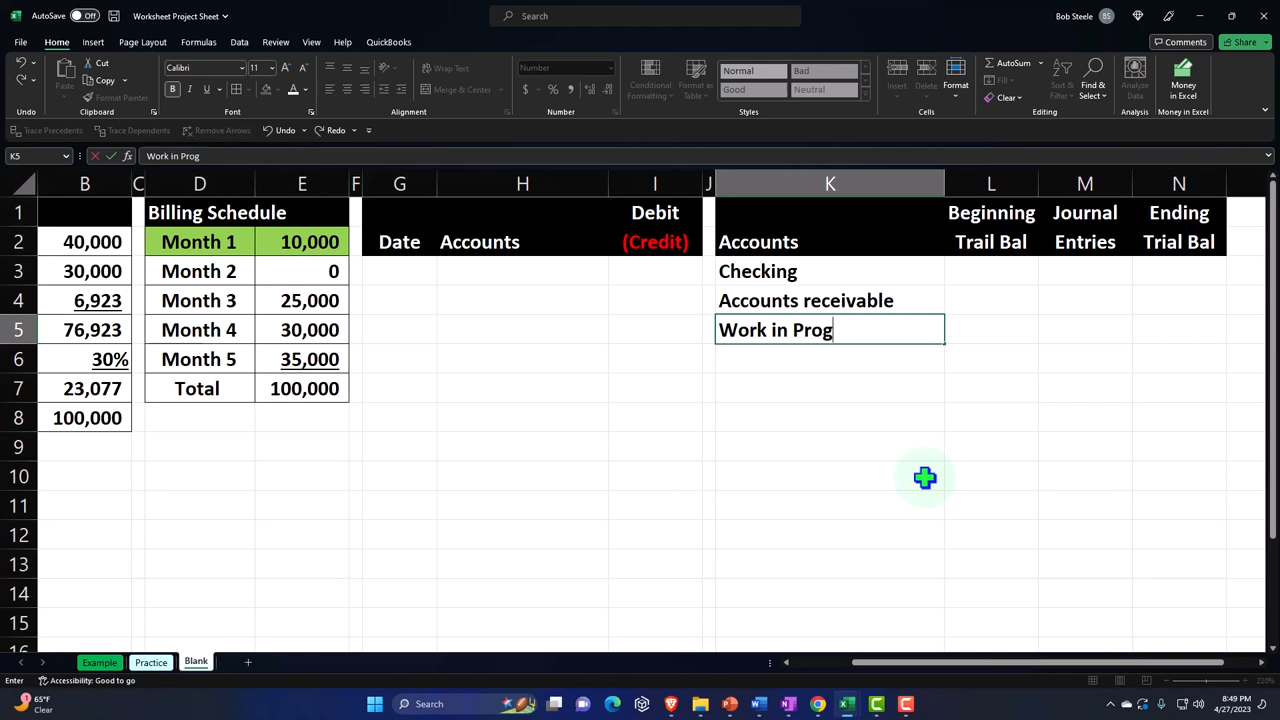 AutoSave Off Worksheet Project Sheet Search Bob Steele BS
File Home Insert Page Layout Formulas Data Review View Help QuickBooks Comments Share
Cut Calibri 11 Wrap Text Number Normal Bad AutoSum
Paste Copy Conditional Formatting Format as Table Good Neutral Insert Delete Format Fill Sort & Filter Find & Select Analyze Data Money in Excel
Format Painter B I U Merge & Center $ % Clear
Undo Clipboard Font Alignment Number Styles Cells Editing Analysis Money in Excel
Trace Precedents Trace Dependents Remove Arrows Undo Redo
K5 fx Work in Prog
B C D E F G H I J K L M N
1 Billing Schedule Debit Beginning Journal Ending
2 40,000 Month 1 10,000 Date Accounts (Credit) Accounts Trail Bal Entries Trial Bal
3 30,000 Month 2 0 Checking
4 6,923 Month 3 25,000 Accounts receivable
5 76,923 Month 4 30,000 Work in Prog
6 30% Month 5 35,000
7 23,077 Total 100,000
8 100,000
9
10
11
12
13
14
15
16
Example Practice Blank
Enter Accessibility: Good to go 220%
1 65°F Clear Search 8:49 PM 4/27/2023